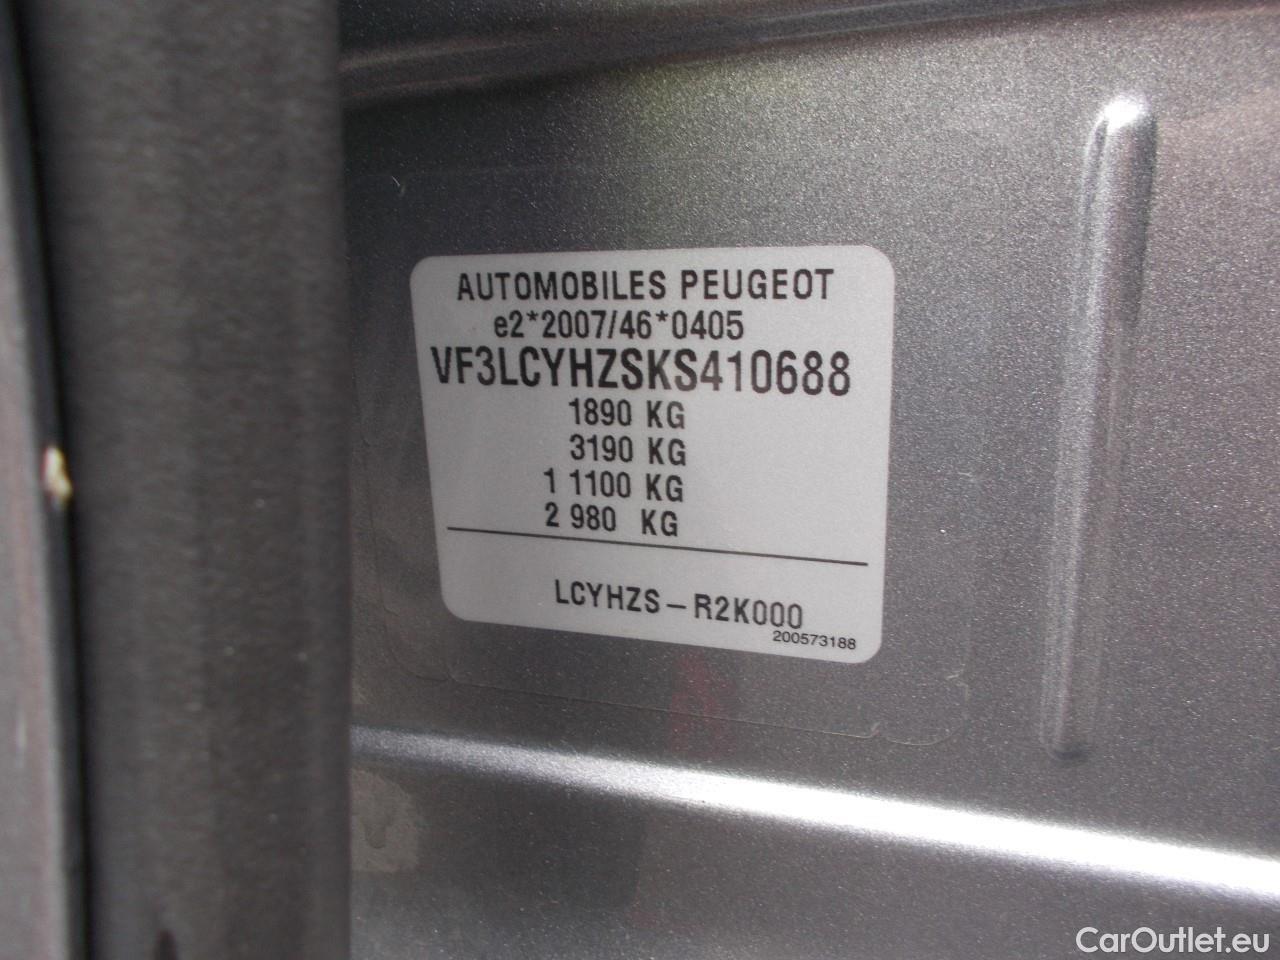 AUTOMOBILES PEUGEOT
e2*2007/46*0405
VF3LCYHZSKS410688
1890 KG
3190 KG
1 1100 KG
2 980 KG
LCYHZS-R2K000
200573188
CarOutlet.eu